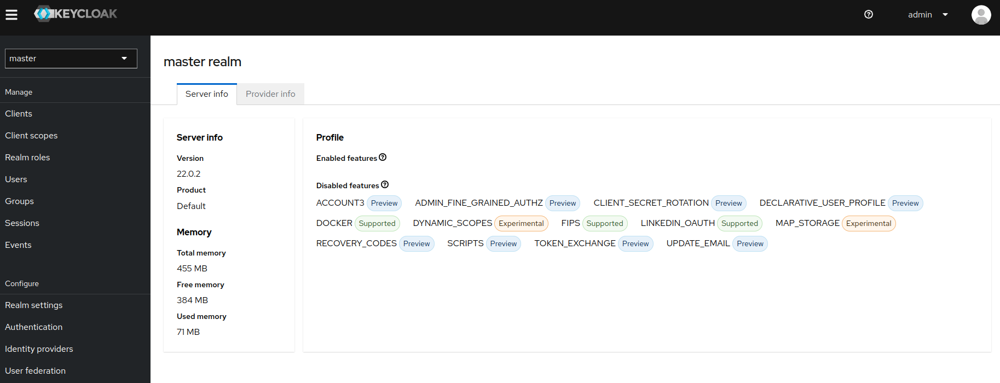 KEYCLOAK
admin
master
Manage
Clients
Client scopes
Realm roles
Users
Groups
Sessions
Events
Configure
Realm settings
Authentication
Identity providers
User federation
master realm
Server info
Provider info
Server info
Version
22.0.2
Product
Default
Memory
Total memory
455 MB
Free memory
384 MB
Used memory
71 MB
Profile
Enabled features
Disabled features
ACCOUNT3 Preview ADMIN_FINE_GRAINED_AUTHZ Preview CLIENT_SECRET_ROTATION Preview DECLARATIVE_USER_PROFILE Preview
DOCKER Supported DYNAMIC_SCOPES Experimental FIPS Supported LINKEDIN_OAUTH Supported MAP_STORAGE Experimental
RECOVERY_CODES Preview SCRIPTS Preview TOKEN_EXCHANGE Preview UPDATE_EMAIL Preview